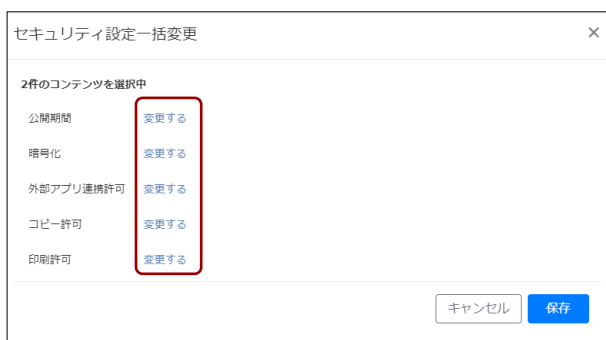 セキュリティ設定一括変更 ×
2件のコンテンツを選択中
公開期間 変更する
暗号化 変更する
外部アプリ連携許可 変更する
コピー許可 変更する
印刷許可 変更する
キャンセル 保存